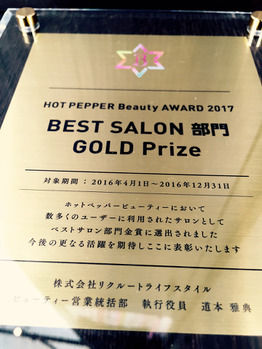 HOT PEPPER Beauty AWARD 2017
BEST SALON 部門
GOLD Prize
対象期間:2016年4月1日~2016年12月31日
ホットペッパービューティーにおいて
数多くのユーザーに利用されたサロンとして
ベストサロン部門金賞に選出されました
今後の更なる活躍を期待しここに表彰いたします
株式会社リクルートライフスタイル
ビューティー営業統括部 執行役員 道本 雅典